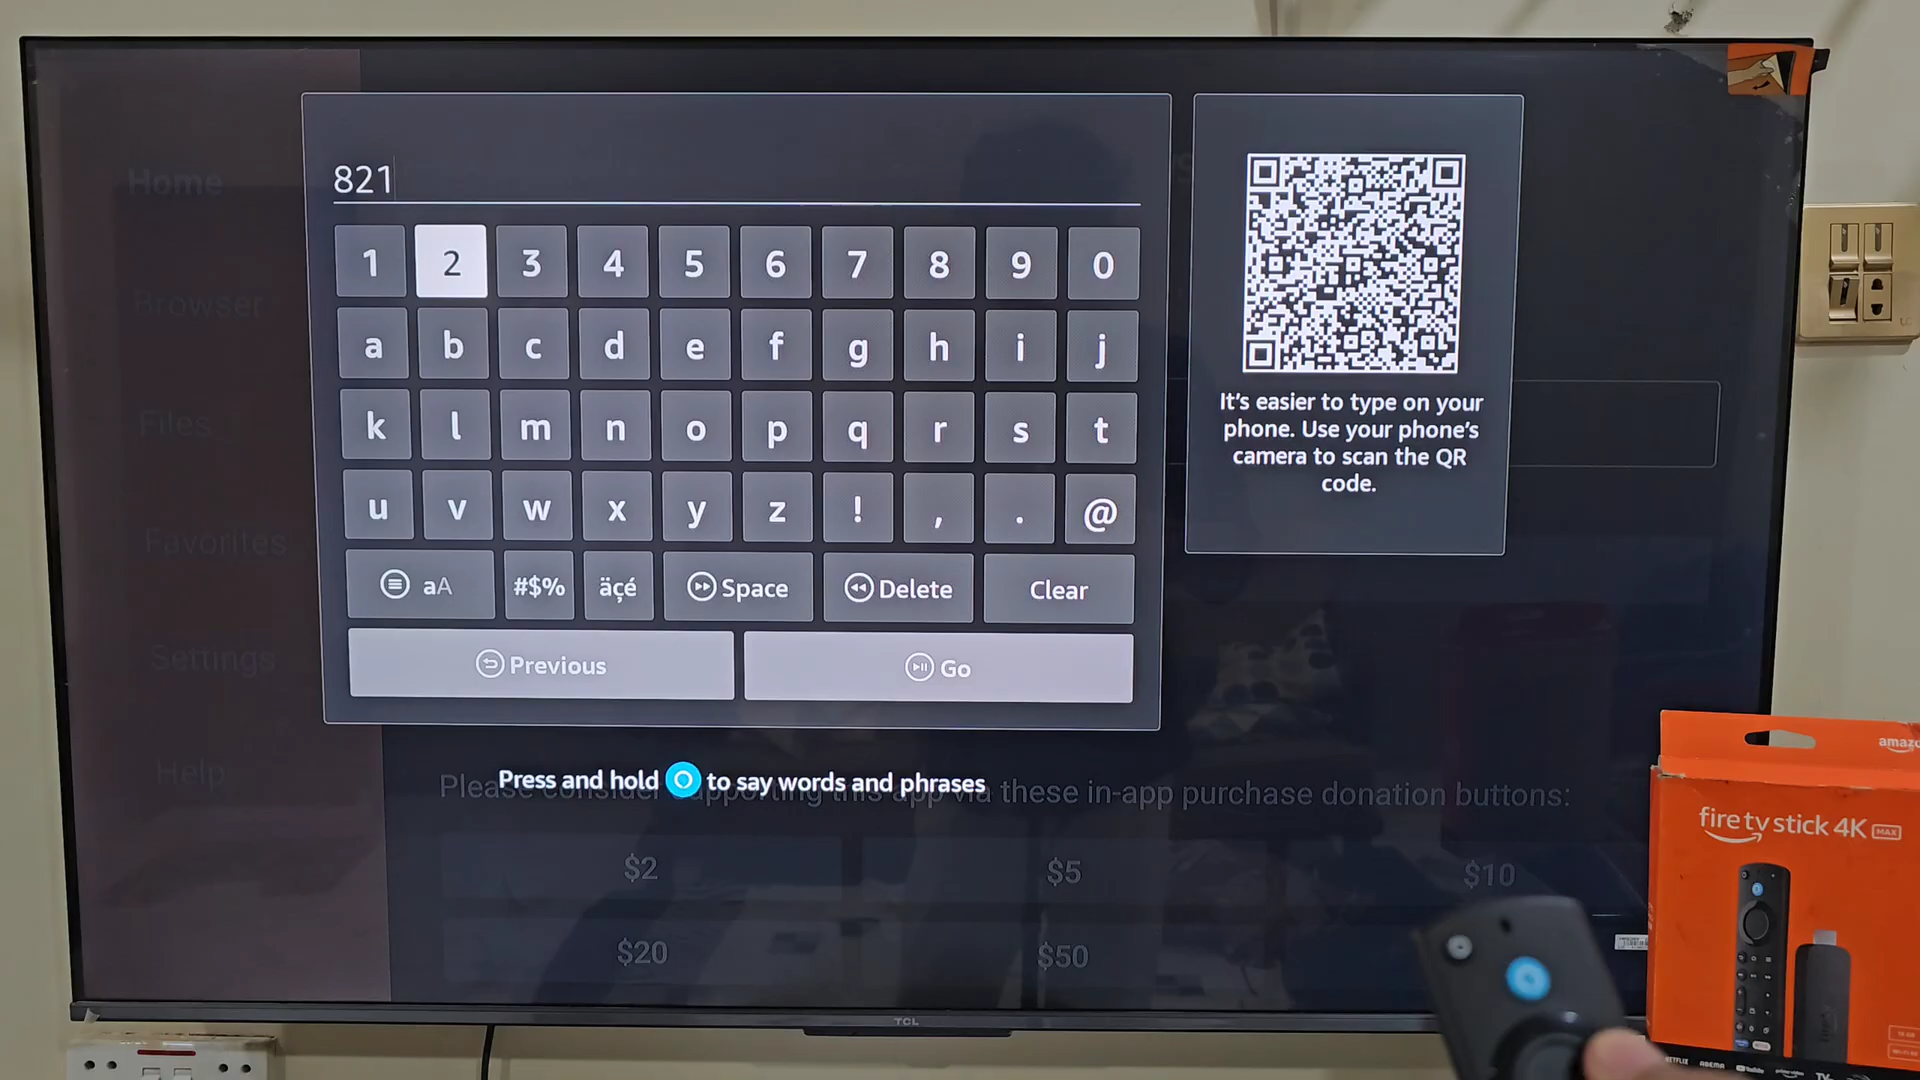 Home
Browser
Files
Favorites
Settings
Help
821
1 2 3 4 5 6 7 8 9 0
a b c d e f g h i j
k l m n o p q r s t
u v w x y z ! , . @
aA #$% äçé Space Delete Clear
Previous Go
It's easier to type on your
phone. Use your phone's
camera to scan the QR
code.
Press and hold to say words and phrases
these in-app purchase donation buttons:
$2 $5 $10
$20 $50
TCL
amazo
fire tv stick 4K MAX